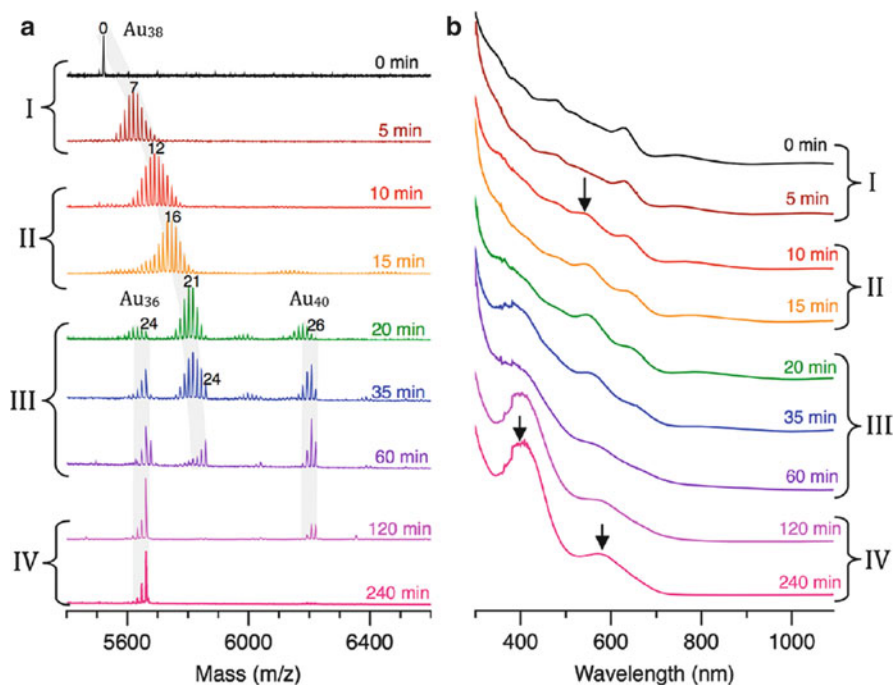 a
0
Au38
0 min
7
I
5 min
12
10 min
16
II
15 min
21
Au36
Au40
24
26
20 min
24
35 min
III
60 min
120 min
IV
240 min
5600
6000
6400
Mass (m/z)
b
0 min
I
5 min
10 min
II
15 min
20 min
35 min
III
60 min
120 min
IV
240 min
400
600
800
1000
Wavelength (nm)